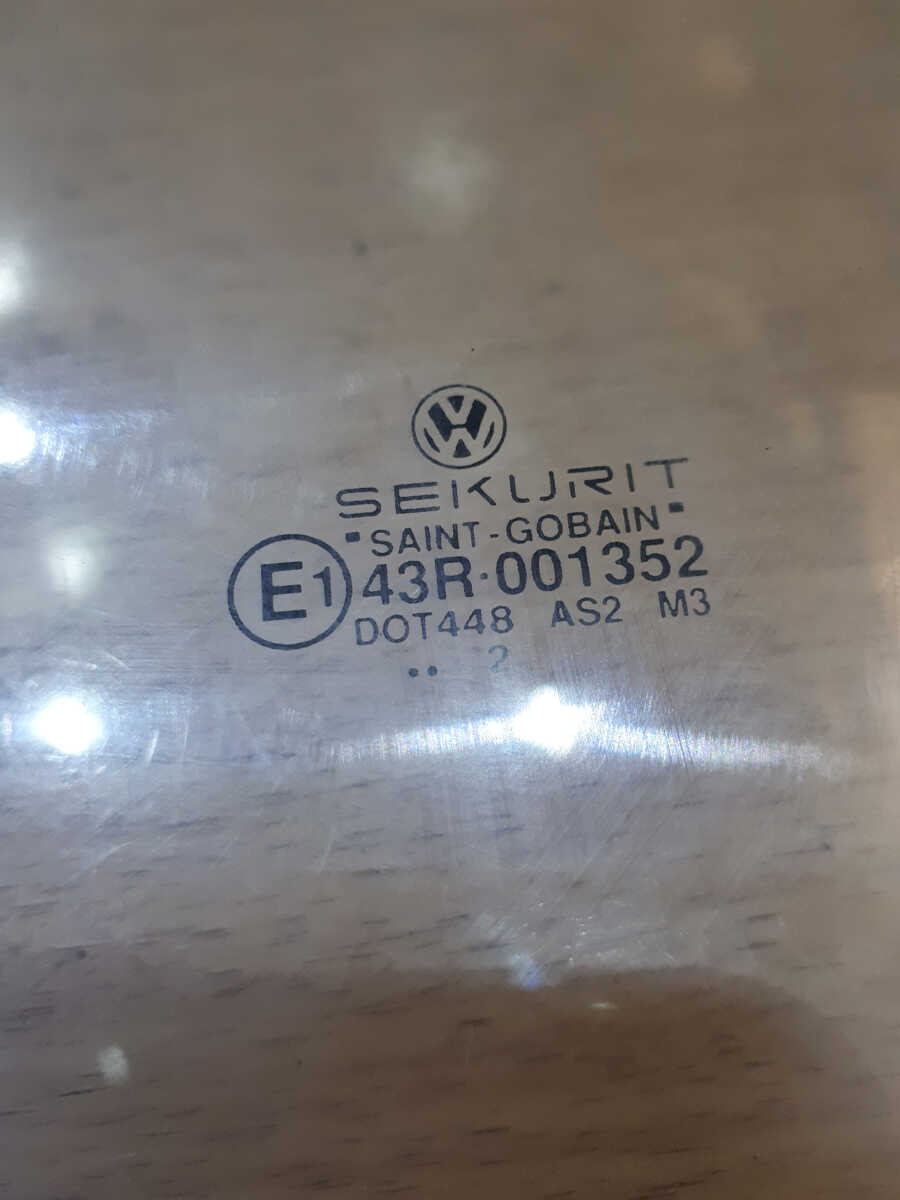 SEKURIT
"SAINT-GOBAIN"
E1 43R·001352
DOT448 AS2 M3
.. 2